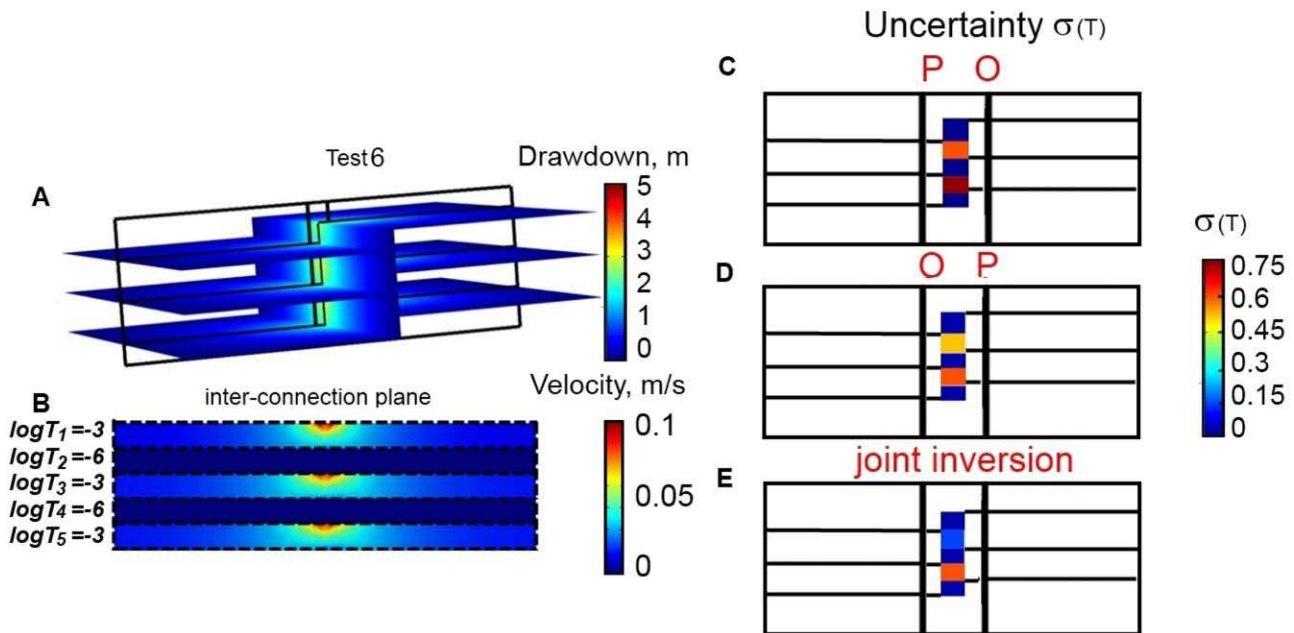 Test6
A
Drawdown, m
5
4
3
2
1
0
B
inter-connection plane
Velocity, m/s
logT1=-3
logT2=-6
logT3=-3
logT4=-6
logT5=-3
0.1
0.05
0
Uncertainty σ(T)
C
P O
D
O P
E
joint inversion
σ(T)
0.75
0.6
0.45
0.3
0.15
0